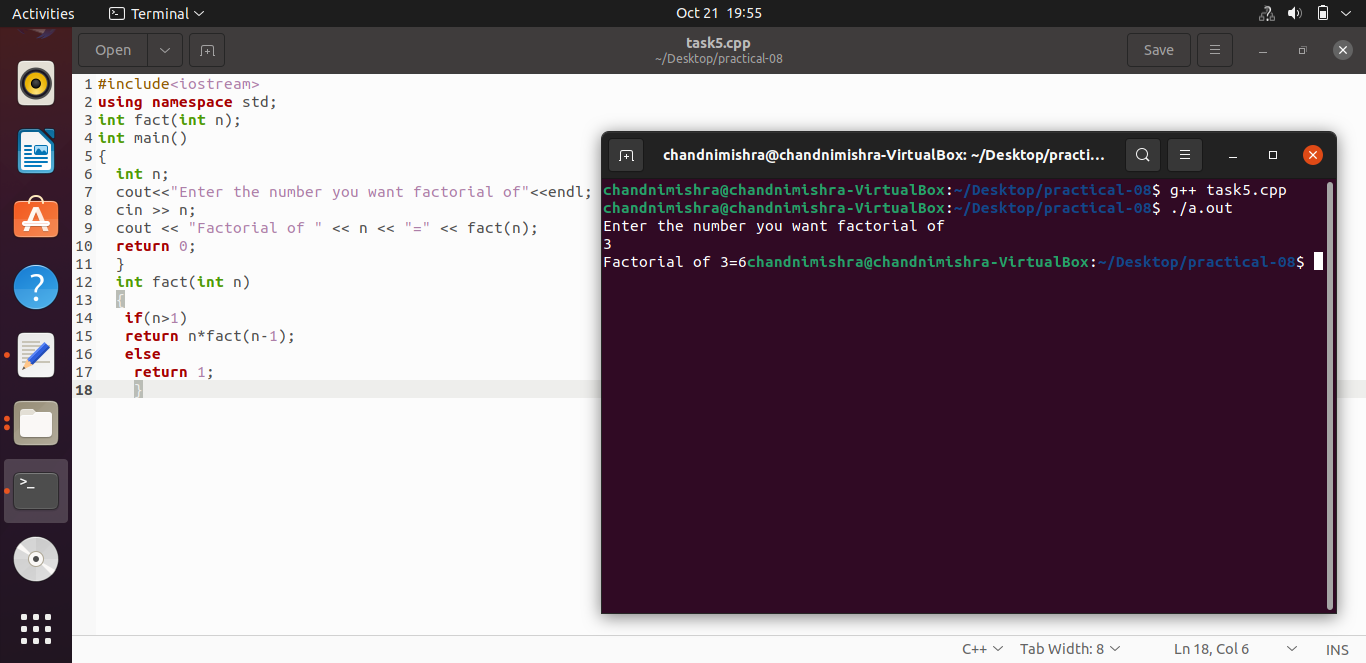 Activities Terminal Oct 21 19:55
Open task5.cpp Save
~/Desktop/practical-08
1 #include<iostream>
2 using namespace std;
3 int fact(int n);
4 int main()
5 {
6 int n;
7 cout<<"Enter the number you want factorial of"<<endl;
8 cin >> n;
9 cout << "Factorial of " << n << "=" << fact(n);
10 return 0;
11 }
12 int fact(int n)
13 {
14 if(n>1)
15 return n*fact(n-1);
16 else
17 return 1;
18 }
chandnimishra@chandnimishra-VirtualBox: ~/Desktop/practi...
chandnimishra@chandnimishra-VirtualBox:~/Desktop/practical-08$ g++ task5.cpp
chandnimishra@chandnimishra-VirtualBox:~/Desktop/practical-08$ ./a.out
Enter the number you want factorial of
3
Factorial of 3=6chandnimishra@chandnimishra-VirtualBox:~/Desktop/practical-08$
C++ Tab Width: 8 Ln 18, Col 6 INS